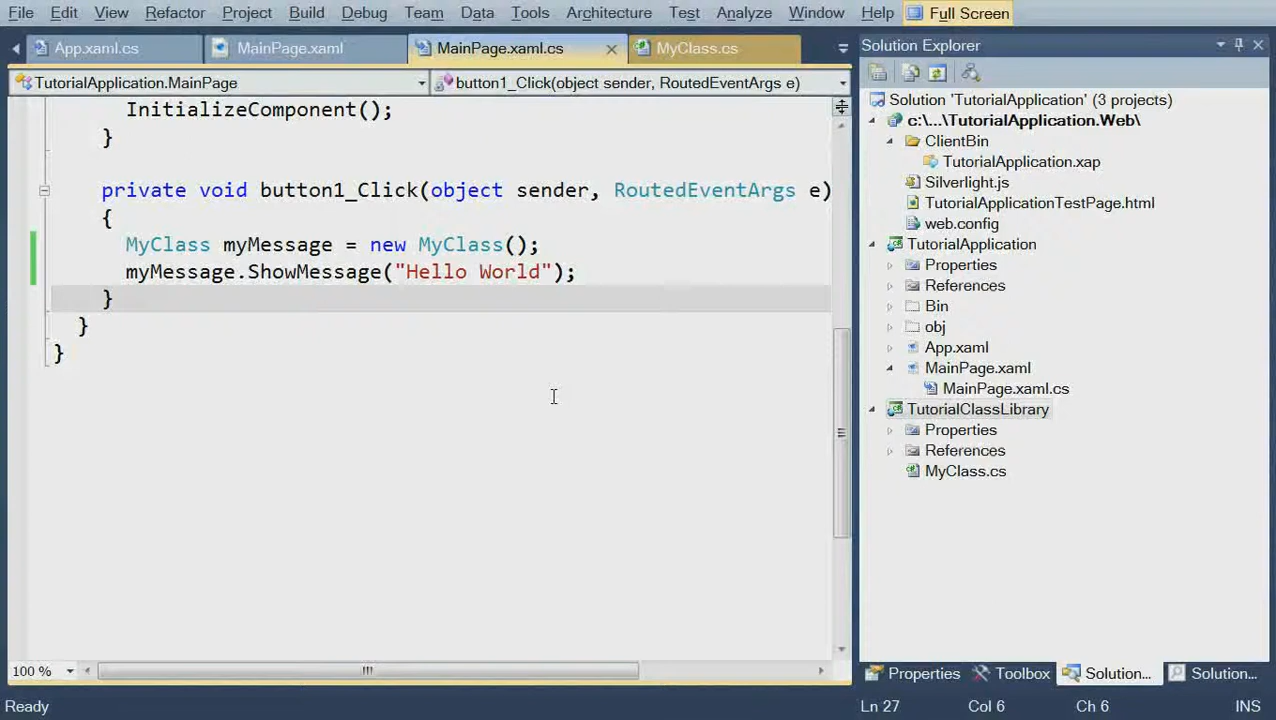 File Edit View Refactor Project Build Debug Team Data Tools Architecture Test Analyze Window Help Full Screen
App.xaml.cs MainPage.xaml MainPage.xaml.cs MyClass.cs
TutorialApplication.MainPage button1_Click(object sender, RoutedEventArgs e)
InitializeComponent();
}
private void button1_Click(object sender, RoutedEventArgs e)
{
MyClass myMessage = new MyClass();
myMessage.ShowMessage("Hello World");
}
}
}
100 %
Solution Explorer
Solution 'TutorialApplication' (3 projects)
c:\...\TutorialApplication.Web\
ClientBin
TutorialApplication.xap
Silverlight.js
TutorialApplicationTestPage.html
web.config
TutorialApplication
Properties
References
Bin
obj
App.xaml
MainPage.xaml
MainPage.xaml.cs
TutorialClassLibrary
Properties
References
MyClass.cs
Properties Toolbox Solution... Solution...
Ready Ln 27 Col 6 Ch 6 INS